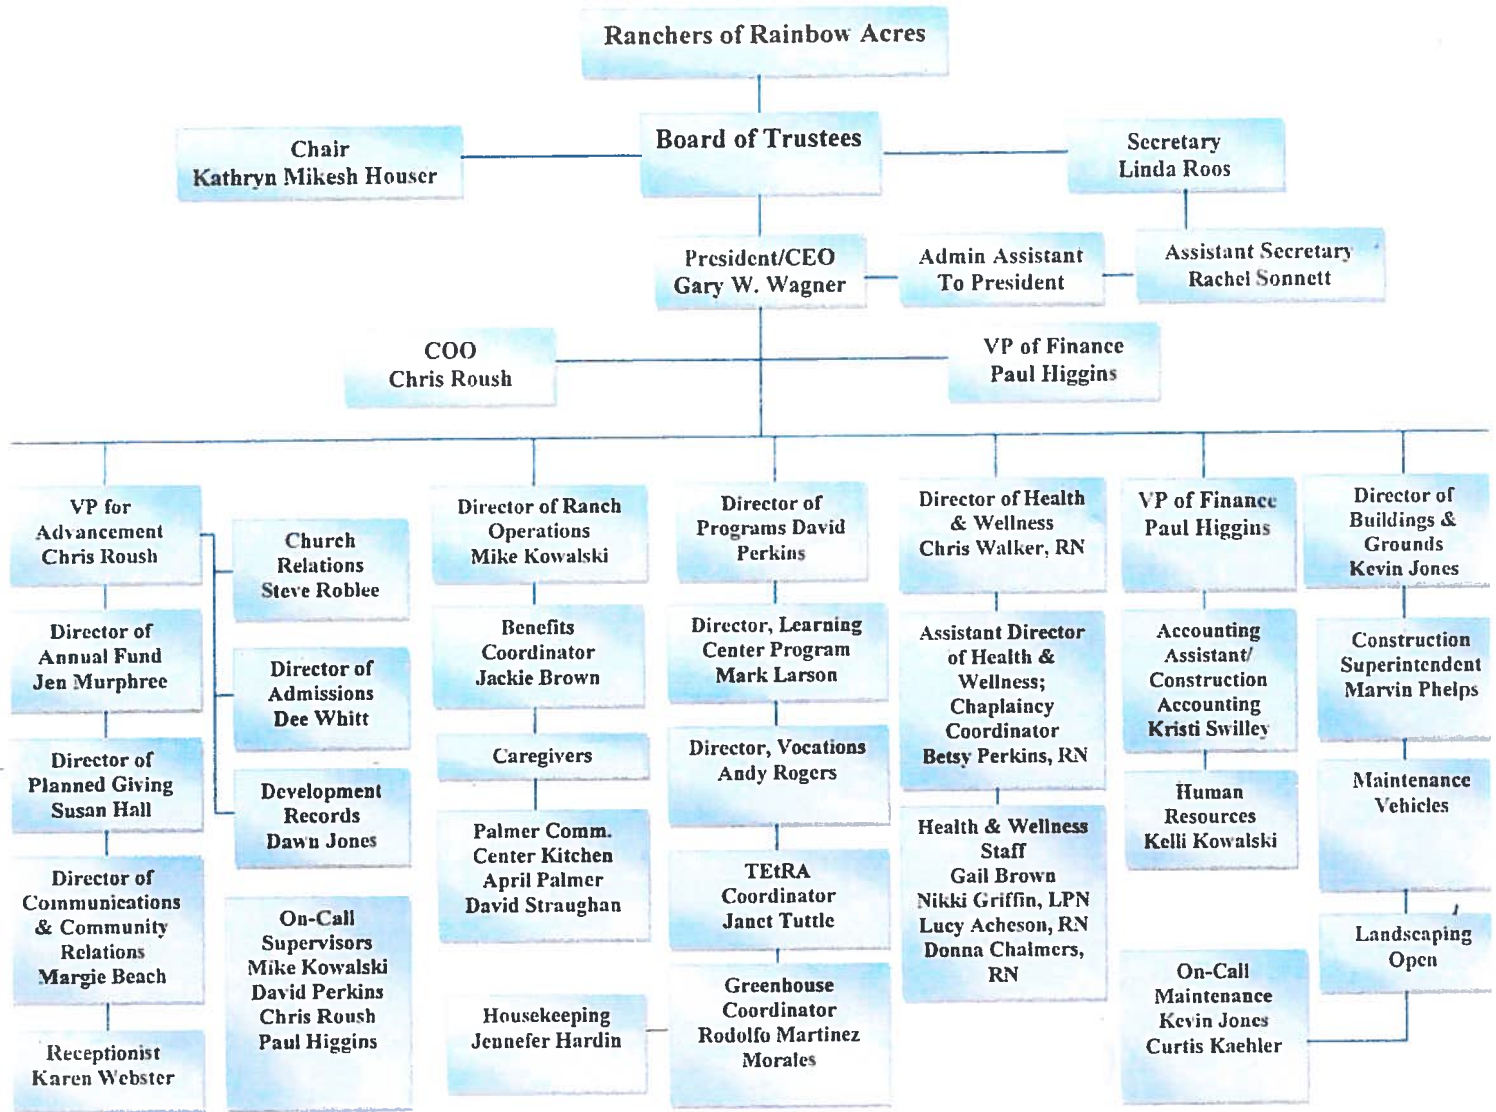 Ranchers of Rainbow Acres
Board of Trustees
Chair
Kathryn Mikesh Houser
Secretary
Linda Roos
President/CEO
Gary W. Wagner
Admin Assistant
To President
Assistant Secretary
Rachel Sonnett
COO
Chris Roush
VP of Finance
Paul Higgins
VP for
Advancement
Chris Roush
Church
Relations
Steve Roblee
Director of
Annual Fund
Jen Murphree
Director of
Admissions
Dee Whitt
Director of
Planned Giving
Susan Hall
Development
Records
Dawn Jones
Director of
Communications
& Community
Relations
Margie Beach
On-Call
Supervisors
Mike Kowalski
David Perkins
Chris Roush
Paul Higgins
Receptionist
Karen Webster
Director of Ranch
Operations
Mike Kowalski
Benefits
Coordinator
Jackie Brown
Caregivers
Palmer Comm.
Center Kitchen
April Palmer
David Straughan
Housekeeping
Jennefer Hardin
Director of
Programs David
Perkins
Director, Learning
Center Program
Mark Larson
Director, Vocations
Andy Rogers
TEtRA
Coordinator
Janet Tuttle
Greenhouse
Coordinator
Rodolfo Martinez
Morales
Director of Health
& Wellness
Chris Walker, RN
Assistant Director
of Health &
Wellness;
Chaplaincy
Coordinator
Betsy Perkins, RN
Health & Wellness
Staff
Gail Brown
Nikki Griffin, LPN
Lucy Acheson, RN
Donna Chalmers,
RN
VP of Finance
Paul Higgins
Accounting
Assistant/
Construction
Accounting
Kristi Swilley
Human
Resources
Kelli Kowalski
Director of
Buildings &
Grounds
Kevin Jones
Construction
Superintendent
Marvin Phelps
Maintenance
Vehicles
Landscaping
Open
On-Call
Maintenance
Kevin Jones
Curtis Kaehler